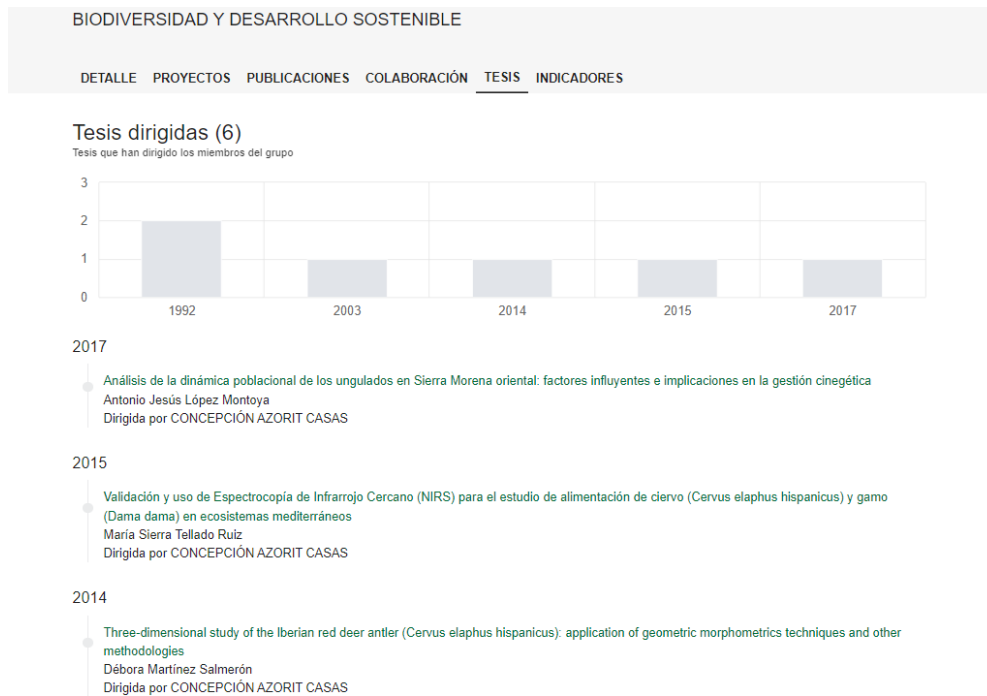 BIODIVERSIDAD Y DESARROLLO SOSTENIBLE
DETALLE PROYECTOS PUBLICACIONES COLABORACIÓN TESIS INDICADORES
Tesis dirigidas (6)
Tesis que han dirigido los miembros del grupo
3
2
1
0
1992 2003 2014 2015 2017
2017
Análisis de la dinámica poblacional de los ungulados en Sierra Morena oriental: factores influyentes e implicaciones en la gestión cinegética
Antonio Jesús López Montoya
Dirigida por CONCEPCIÓN AZORIT CASAS
2015
Validación y uso de Espectrocopía de Infrarrojo Cercano (NIRS) para el estudio de alimentación de ciervo (Cervus elaphus hispanicus) y gamo
(Dama dama) en ecosistemas mediterráneos
María Sierra Tellado Ruiz
Dirigida por CONCEPCIÓN AZORIT CASAS
2014
Three-dimensional study of the Iberian red deer antler (Cervus elaphus hispanicus): application of geometric morphometrics techniques and other
methodologies
Débora Martínez Salmerón
Dirigida por CONCEPCIÓN AZORIT CASAS